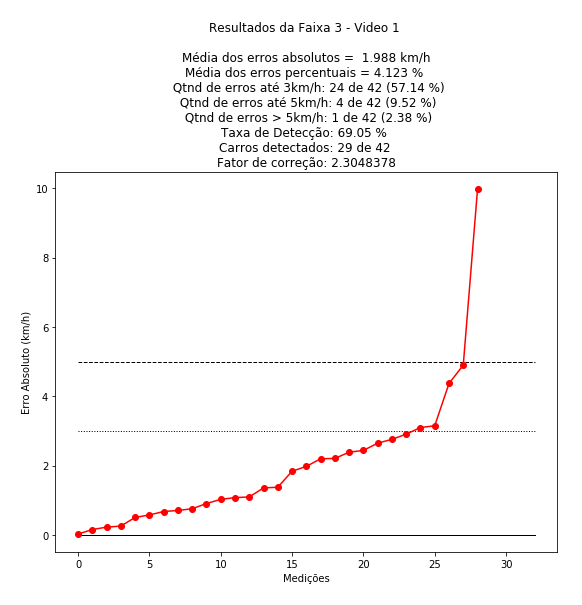 Resultados da Faixa 3 - Video 1
Média dos erros absolutos =  1.988 km/h
Média dos erros percentuais = 4.123 %
Qtnd de erros até 3km/h: 24 de 42 (57.14 %)
Qtnd de erros até 5km/h: 4 de 42 (9.52 %)
Qtnd de erros > 5km/h: 1 de 42 (2.38 %)
Taxa de Detecção: 69.05 %
Carros detectados: 29 de 42
Fator de correção: 2.3048378
10
8
6
4
2
0
Erro Absoluto (km/h)
0 5 10 15 20 25 30
Medições